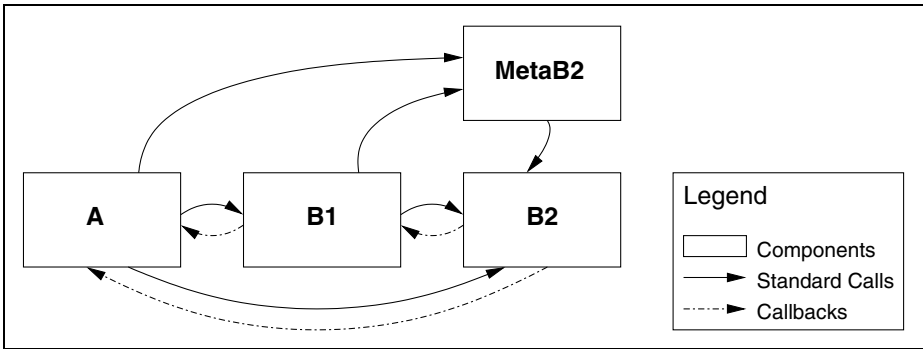 MetaB2
A
B1
B2
Legend
Components
Standard Calls
Callbacks